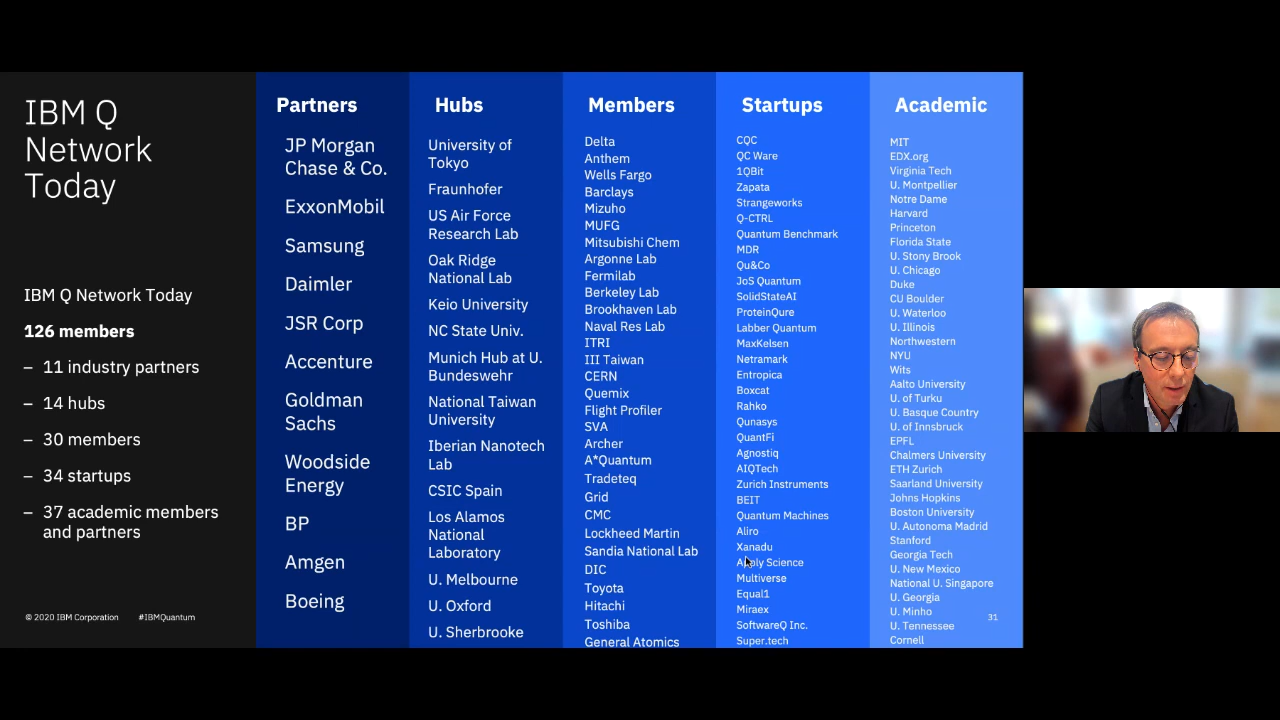 IBM Q
Network
Today
IBM Q Network Today
126 members
– 11 industry partners
– 14 hubs
– 30 members
– 34 startups
– 37 academic members
and partners
© 2020 IBM Corporation #IBMQuantum
Partners
JP Morgan
Chase & Co.
ExxonMobil
Samsung
Daimler
JSR Corp
Accenture
Goldman
Sachs
Woodside
Energy
BP
Amgen
Boeing
Hubs
University of
Tokyo
Fraunhofer
US Air Force
Research Lab
Oak Ridge
National Lab
Keio University
NC State Univ.
Munich Hub at U.
Bundeswehr
National Taiwan
University
Iberian Nanotech
Lab
CSIC Spain
Los Alamos
National
Laboratory
U. Melbourne
U. Oxford
U. Sherbrooke
Members
Delta
Anthem
Wells Fargo
Barclays
Mizuho
MUFG
Mitsubishi Chem
Argonne Lab
Fermilab
Berkeley Lab
Brookhaven Lab
Naval Res Lab
ITRI
III Taiwan
CERN
Quemix
Flight Profiler
SVA
Archer
A*Quantum
Tradeteq
Grid
CMC
Lockheed Martin
Sandia National Lab
DIC
Toyota
Hitachi
Toshiba
General Atomics
Startups
CQC
QC Ware
1QBit
Zapata
Strangeworks
Q-CTRL
Quantum Benchmark
MDR
Qu&Co
JoS Quantum
SolidStateAI
ProteinQure
Labber Quantum
MaxKelsen
Netramark
Entropica
Boxcat
Rahko
Qunasys
QuantFi
Agnostiq
AIQTech
Zurich Instruments
BEIT
Quantum Machines
Aliro
Xanadu
Apply Science
Multiverse
Equal1
Miraex
SoftwareQ Inc.
Super.tech
Academic
MIT
EDX.org
Virginia Tech
U. Montpellier
Notre Dame
Harvard
Princeton
Florida State
U. Stony Brook
U. Chicago
Duke
CU Boulder
U. Waterloo
U. Illinois
Northwestern
NYU
Wits
Aalto University
U. of Turku
U. Basque Country
U. of Innsbruck
EPFL
Chalmers University
ETH Zurich
Saarland University
Johns Hopkins
Boston University
U. Autonoma Madrid
Stanford
Georgia Tech
U. New Mexico
National U. Singapore
U. Georgia
U. Minho
U. Tennessee
Cornell
31